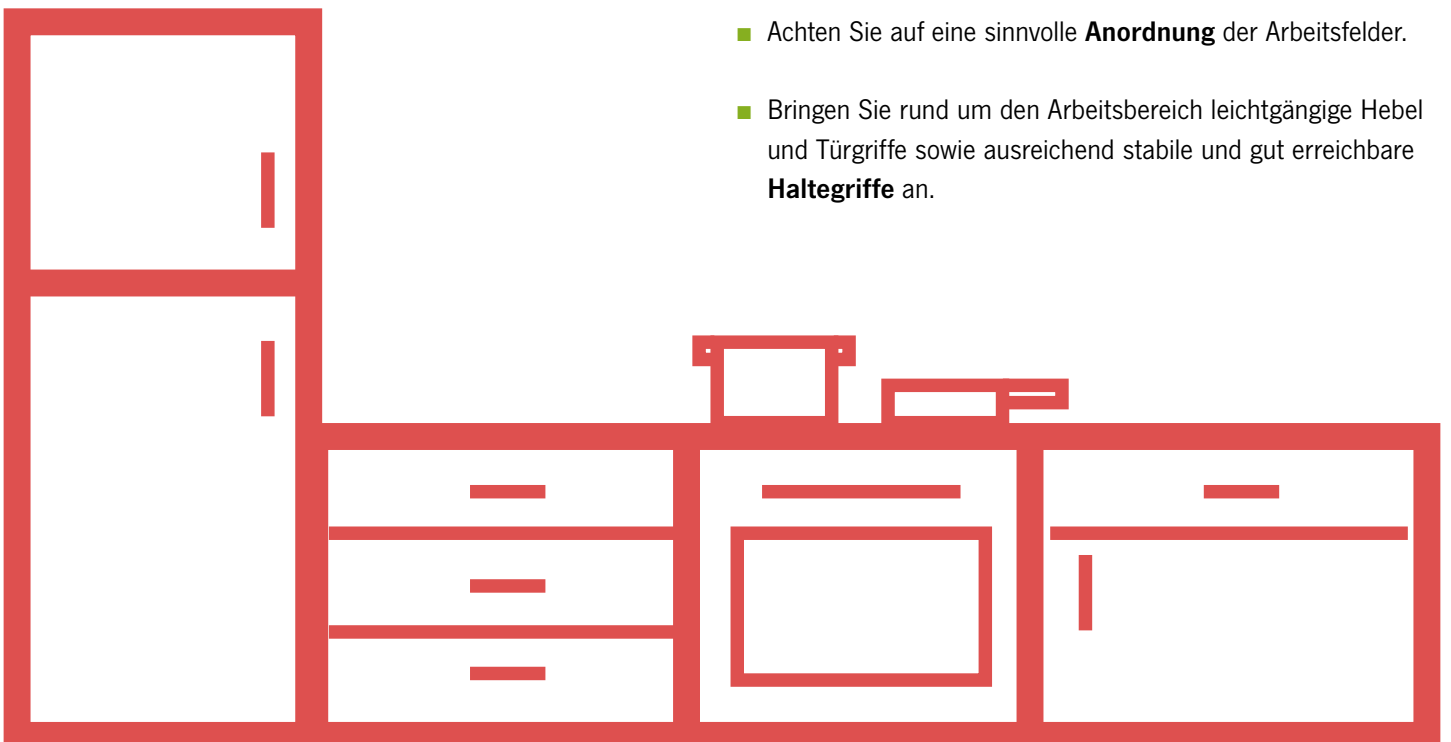 ■ Achten Sie auf eine sinnvolle Anordnung der Arbeitsfelder.
■ Bringen Sie rund um den Arbeitsbereich leichtgängige Hebel
und Türgriffe sowie ausreichend stabile und gut erreichbare
Haltegriffe an.